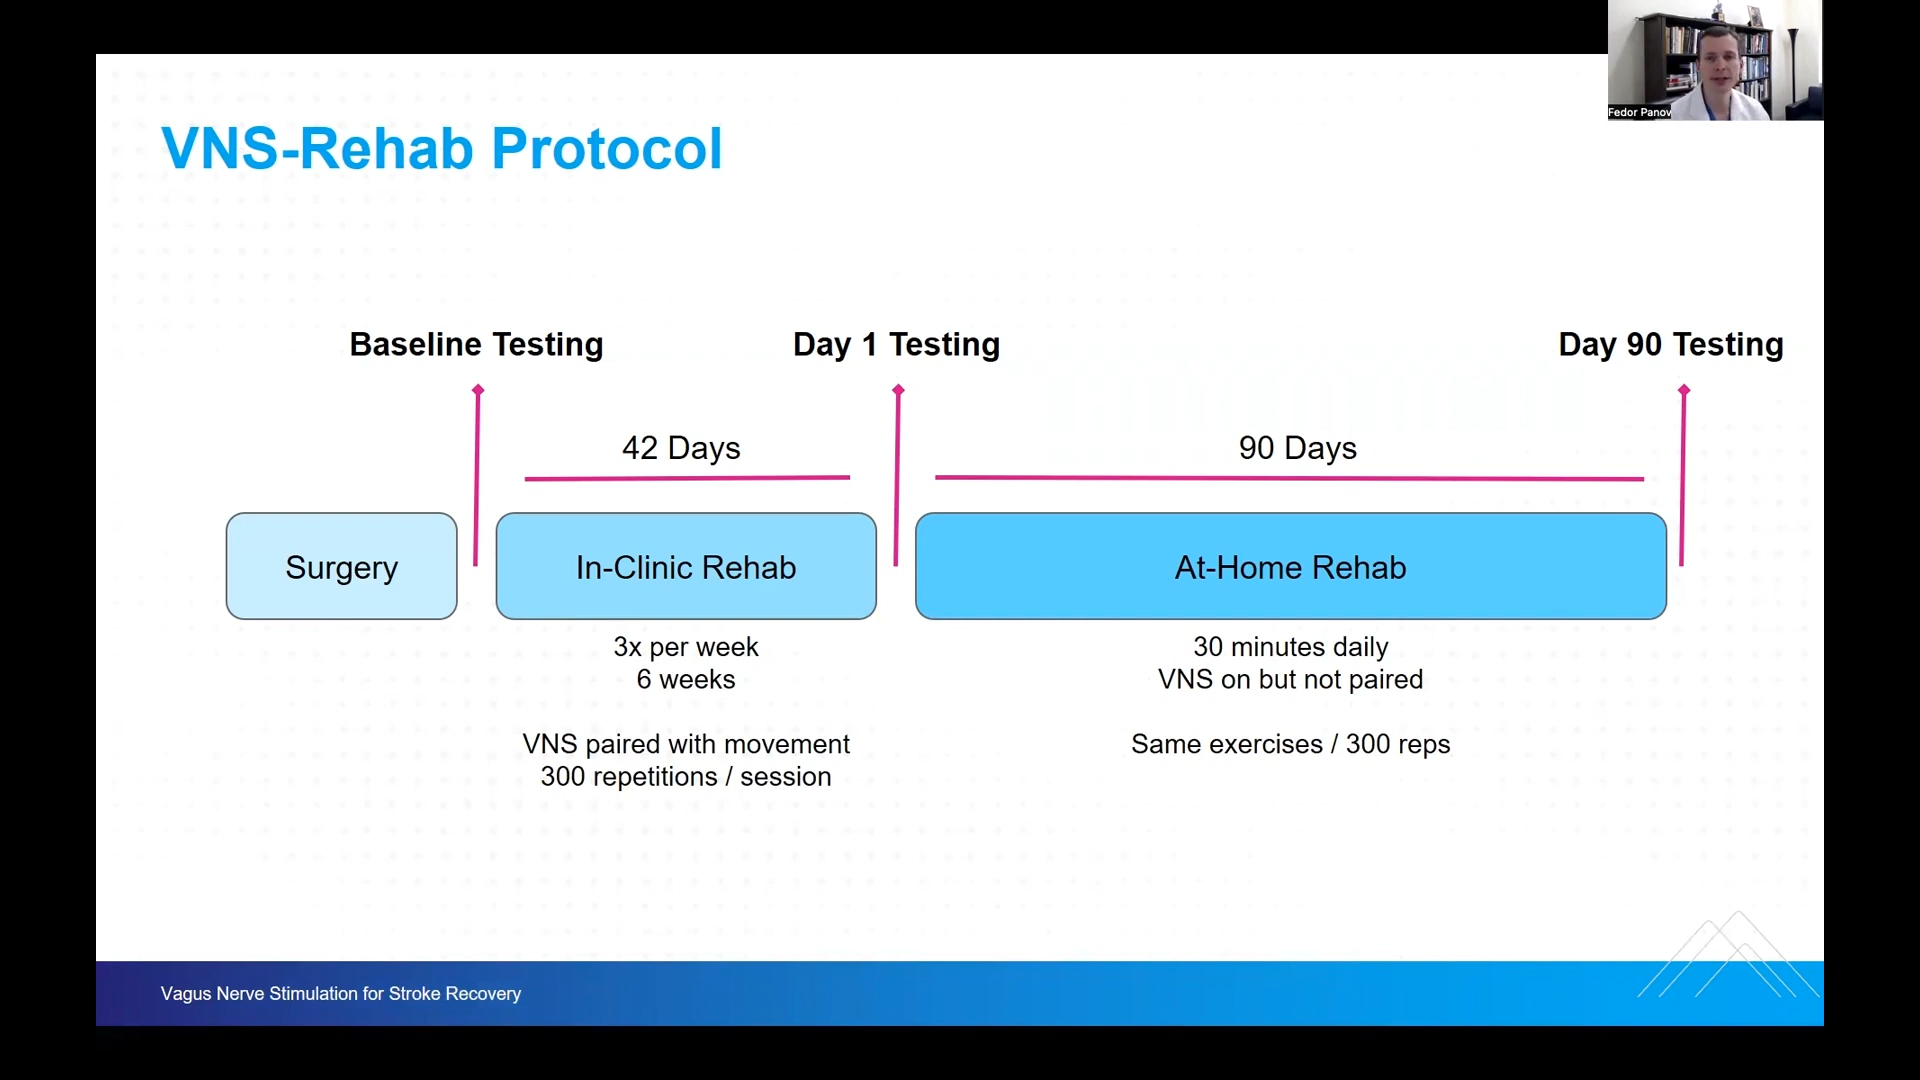 Fedor Panov
VNS-Rehab Protocol
Baseline Testing
Day 1 Testing
Day 90 Testing
42 Days
90 Days
Surgery
In-Clinic Rehab
At-Home Rehab
3x per week
6 weeks
VNS paired with movement
300 repetitions / session
30 minutes daily
VNS on but not paired
Same exercises / 300 reps
Vagus Nerve Stimulation for Stroke Recovery